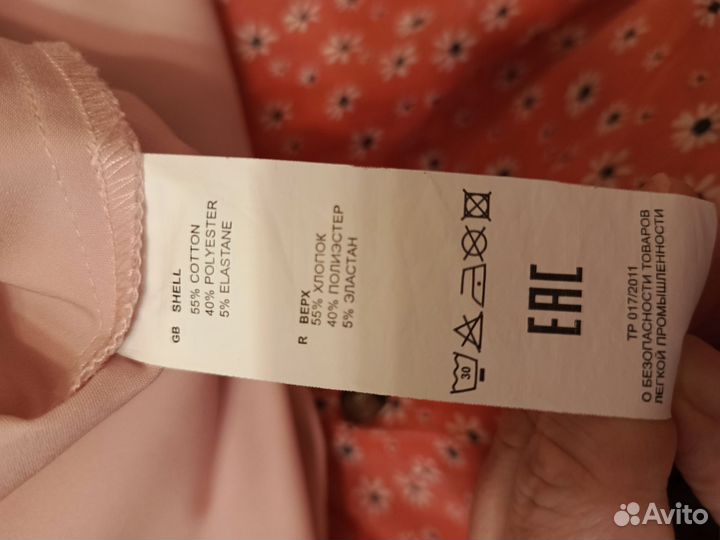 GB SHELL
55% COTTON
40% POLYESTER
5% ELASTANE
R ВЕРХ
55% ХЛОПОК
40% ПОЛИЭСТЕР
5% ЭЛАСТАН
30
EAC
ТР 017/2011
О БЕЗОПАСНОСТИ ТОВАРОВ
ЛЕГКОЙ ПРОМЫШЛЕННОСТИ
Avito